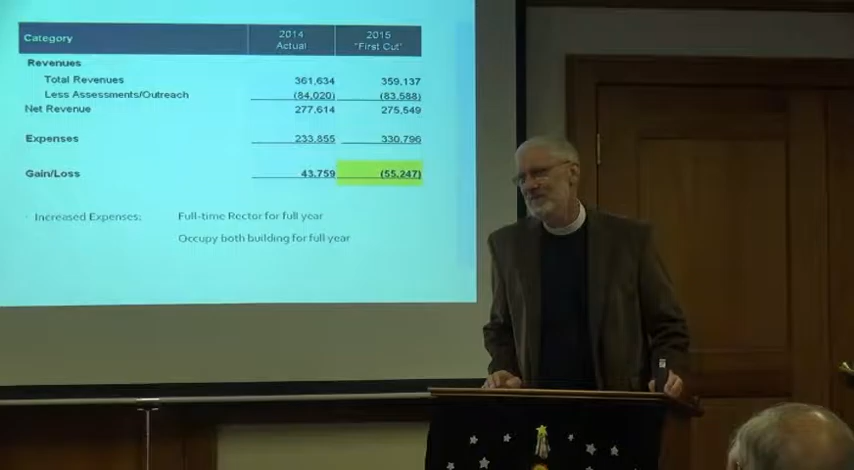 Category 2014 Actual 2015 "First Cut"
Revenues
Total Revenues 361,634 359,137
Less Assessments/Outreach (84,020) (83,588)
Net Revenue 277,614 275,549
Expenses 233,855 330,796
Gain/Loss 43,759 (55,247)
Increased Expenses: Full-time Rector for full year
Occupy both building for full year